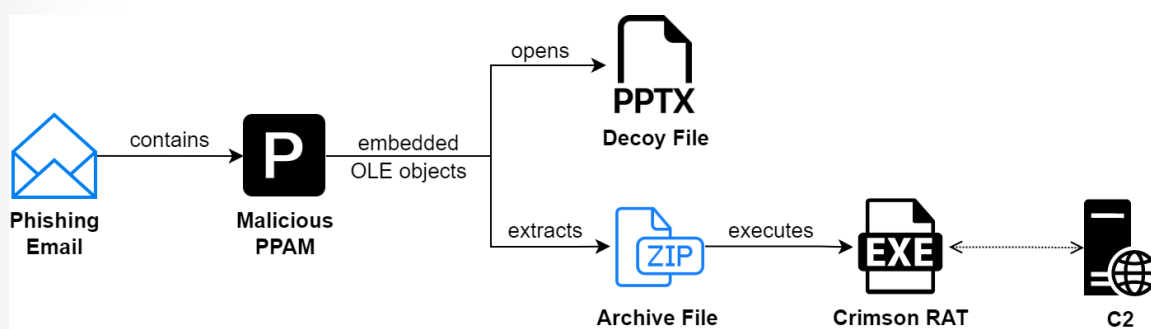 opens
PPTX
Decoy File
contains
P
embedded
OLE objects
Phishing
Email
Malicious
PPAM
extracts
ZIP
executes
EXE
Archive File
Crimson RAT
C2